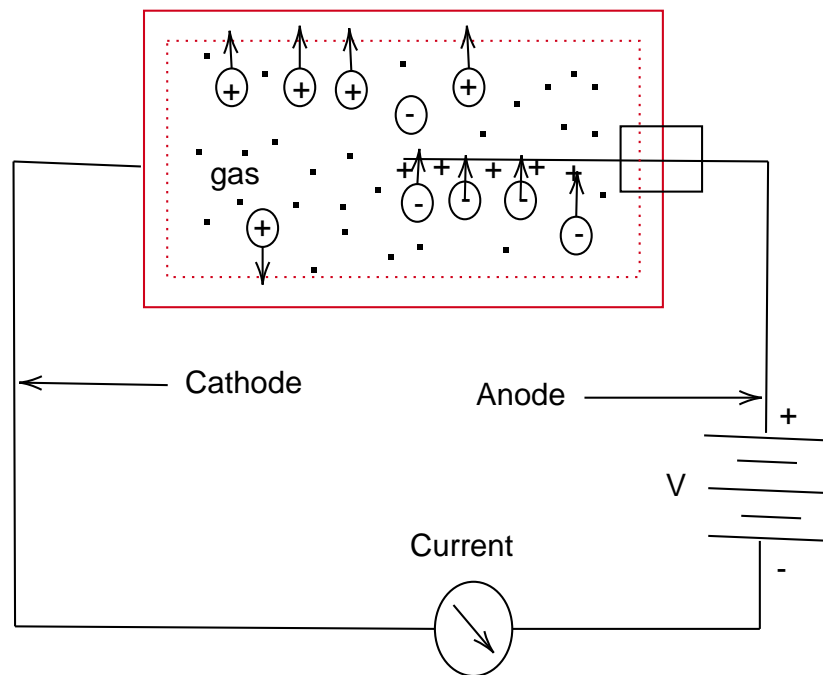 + + + + +
-
gas
+ + + + +
- - - -
+
Cathode
Anode
+
V
Current
-